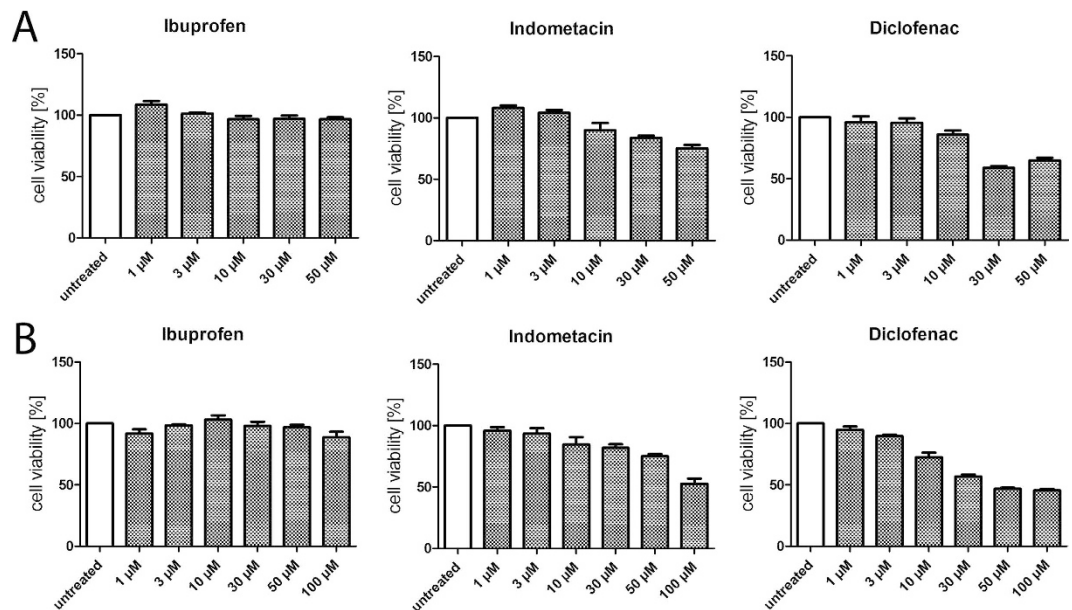 A
Ibuprofen
cell viability [%]
150
100
50
0
untreated
1 µM
3 µM
10 µM
30 µM
50 µM
Indometacin
cell viability [%]
150
100
50
0
untreated
1 µM
3 µM
10 µM
30 µM
50 µM
Diclofenac
cell viability [%]
150
100
50
0
untreated
1 µM
3 µM
10 µM
30 µM
50 µM
B
Ibuprofen
cell viability [%]
150
100
50
0
untreated
1 µM
3 µM
10 µM
30 µM
50 µM
100 µM
Indometacin
cell viability [%]
150
100
50
0
untreated
1 µM
3 µM
10 µM
30 µM
50 µM
100 µM
Diclofenac
cell viability [%]
150
100
50
0
untreated
1 µM
3 µM
10 µM
30 µM
50 µM
100 µM